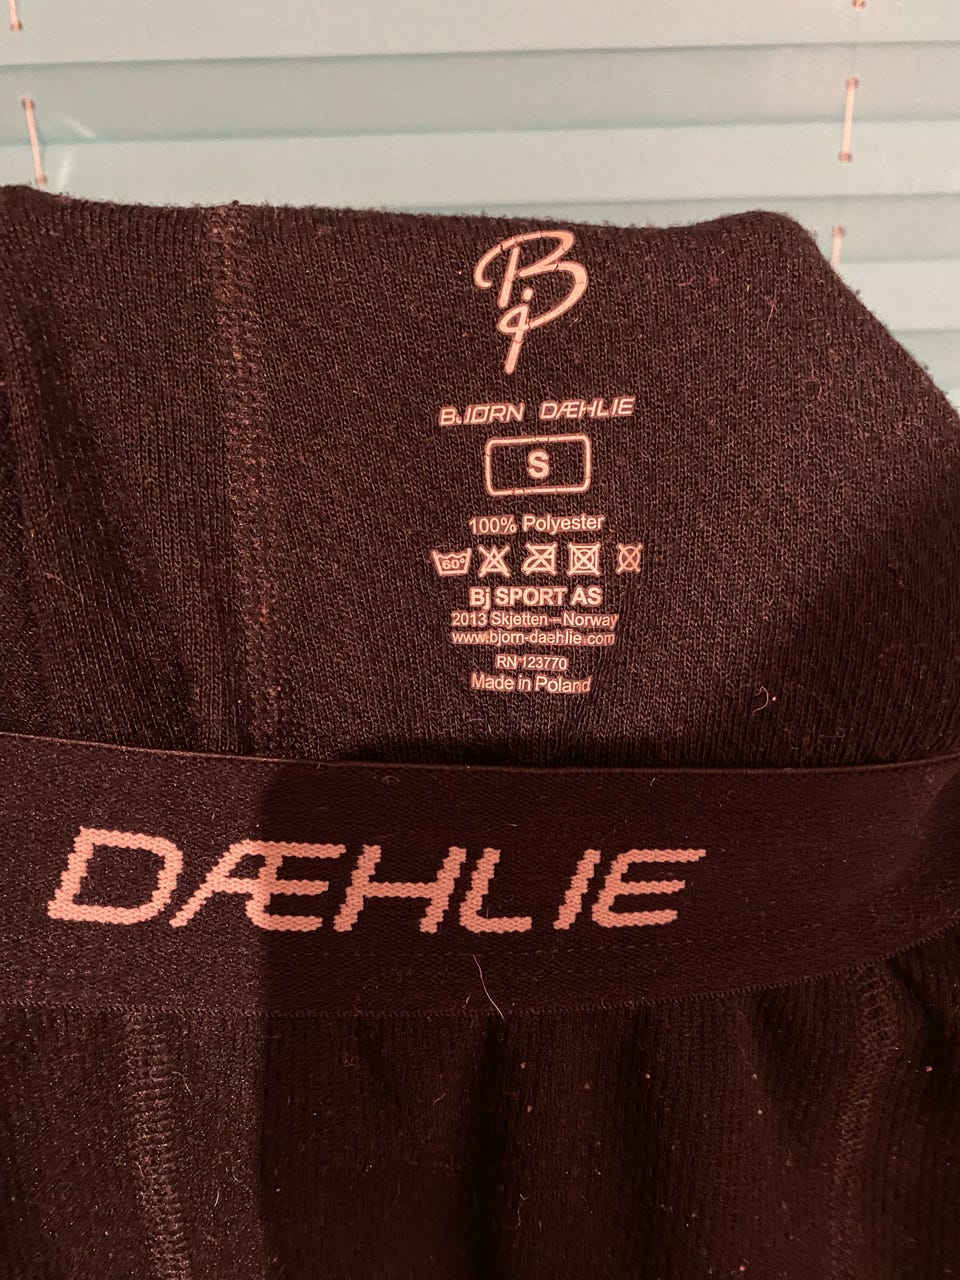 Bj
BJØRN DÆHLIE
S
100% Polyester
60°
Bj SPORT AS
2013 Skjetten – Norway
www.bjorn-daehlie.com
RN 123770
Made in Poland
DÆHLIE